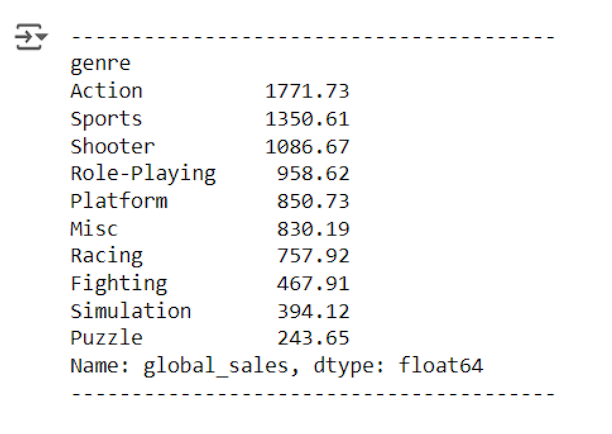 ----------------------------------------
genre
Action          1771.73
Sports          1350.61
Shooter         1086.67
Role-Playing     958.62
Platform         850.73
Misc             830.19
Racing           757.92
Fighting         467.91
Simulation       394.12
Puzzle           243.65
Name: global_sales, dtype: float64
----------------------------------------